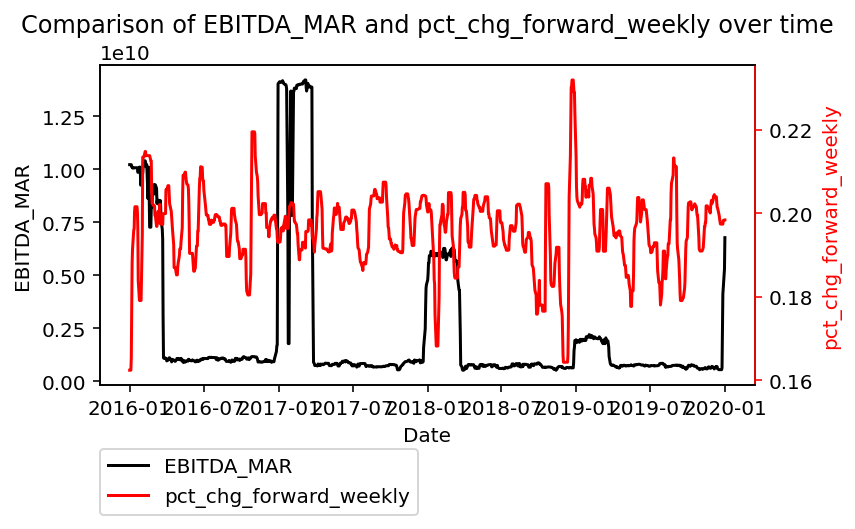 Comparison of EBITDA_MAR and pct_chg_forward_weekly over time
1e10
EBITDA_MAR
1.25
1.00
0.75
0.50
0.25
0.00
0.22
0.20
0.18
0.16
pct_chg_forward_weekly
2016-01 2016-07 2017-01 2017-07 2018-01 2018-07 2019-01 2019-07 2020-01
Date
EBITDA_MAR
pct_chg_forward_weekly